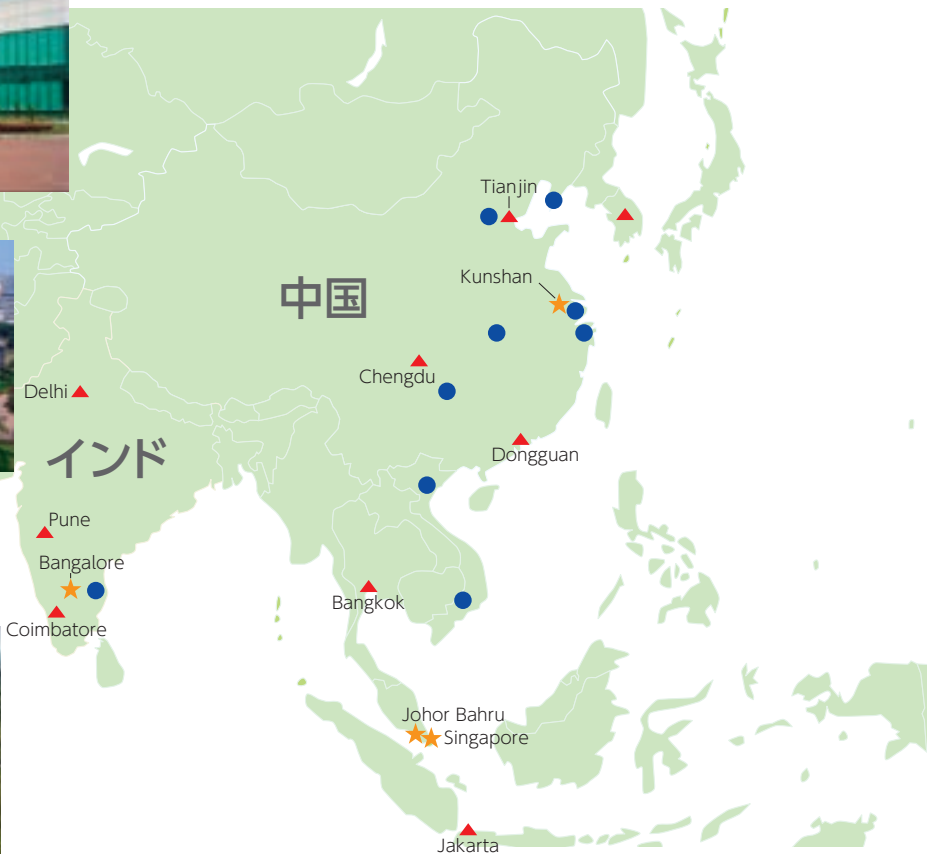 Tianjin
Kunshan
中国
Chengdu
Delhi
Dongguan
インド
Pune
Bangalore
Bangkok
Coimbatore
Johor Bahru
Singapore
Jakarta